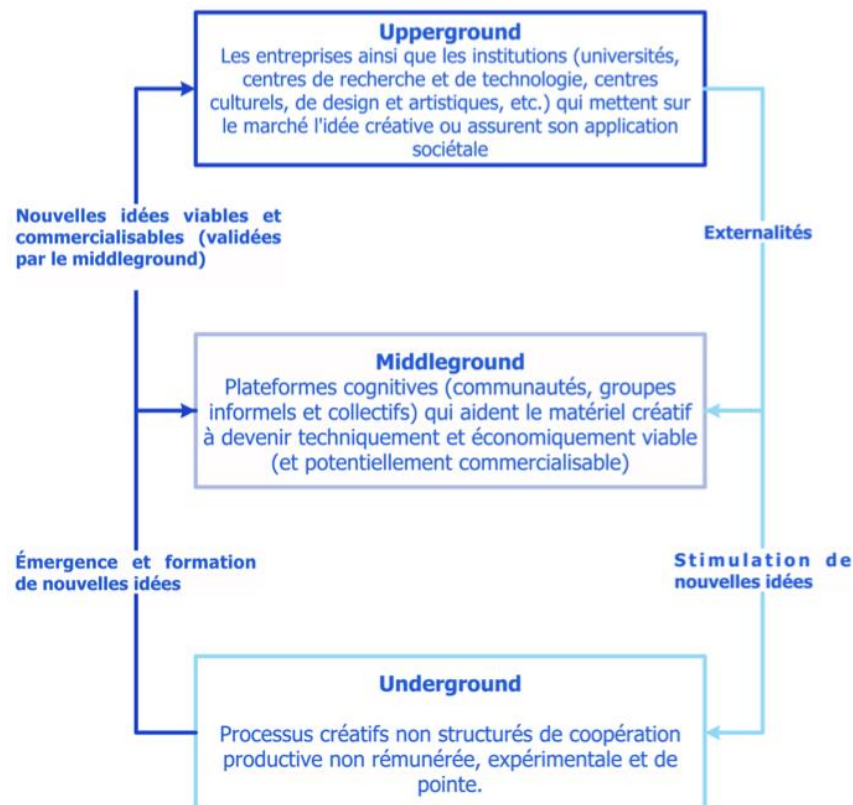 Upperground
Les entreprises ainsi que les institutions (universités,
centres de recherche et de technologie, centres
culturels, de design et artistiques, etc.) qui mettent sur
le marché l'idée créative ou assurent son application
sociétale
Nouvelles idées viables et
commercialisables (validées
par le middleground)
Externalités
Middleground
Plateformes cognitives (communautés, groupes
informels et collectifs) qui aident le matériel créatif
à devenir techniquement et économiquement viable
(et potentiellement commercialisable)
Émergence et formation
de nouvelles idées
Stimulation de
nouvelles idées
Underground
Processus créatifs non structurés de coopération
productive non rémunérée, expérimentale et de
pointe.